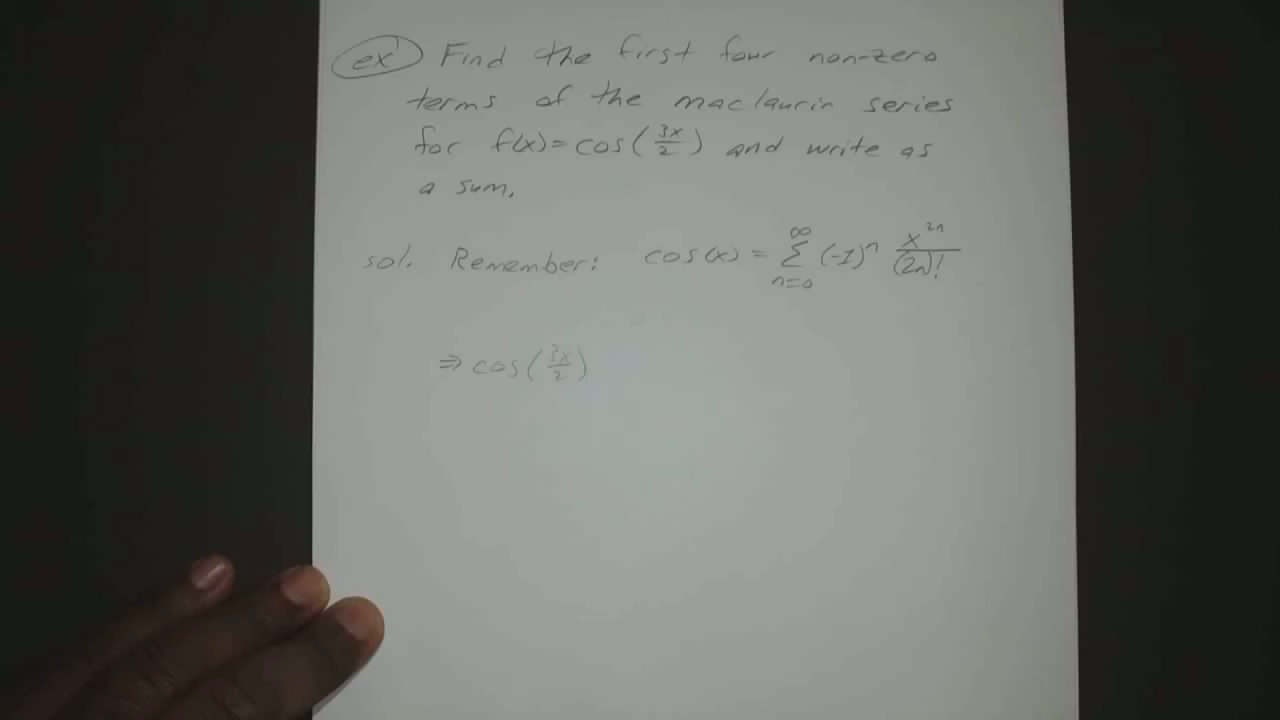 ex Find the first four non-zero
terms of the maclaurin series
for f(x)=cos(3x/2) and write as
a sum.
sol. Remember: cos(x) = ∑_{n=0}^{∞} (-1)^n x^{2n}/(2n)!
⇒ cos(3x/2)